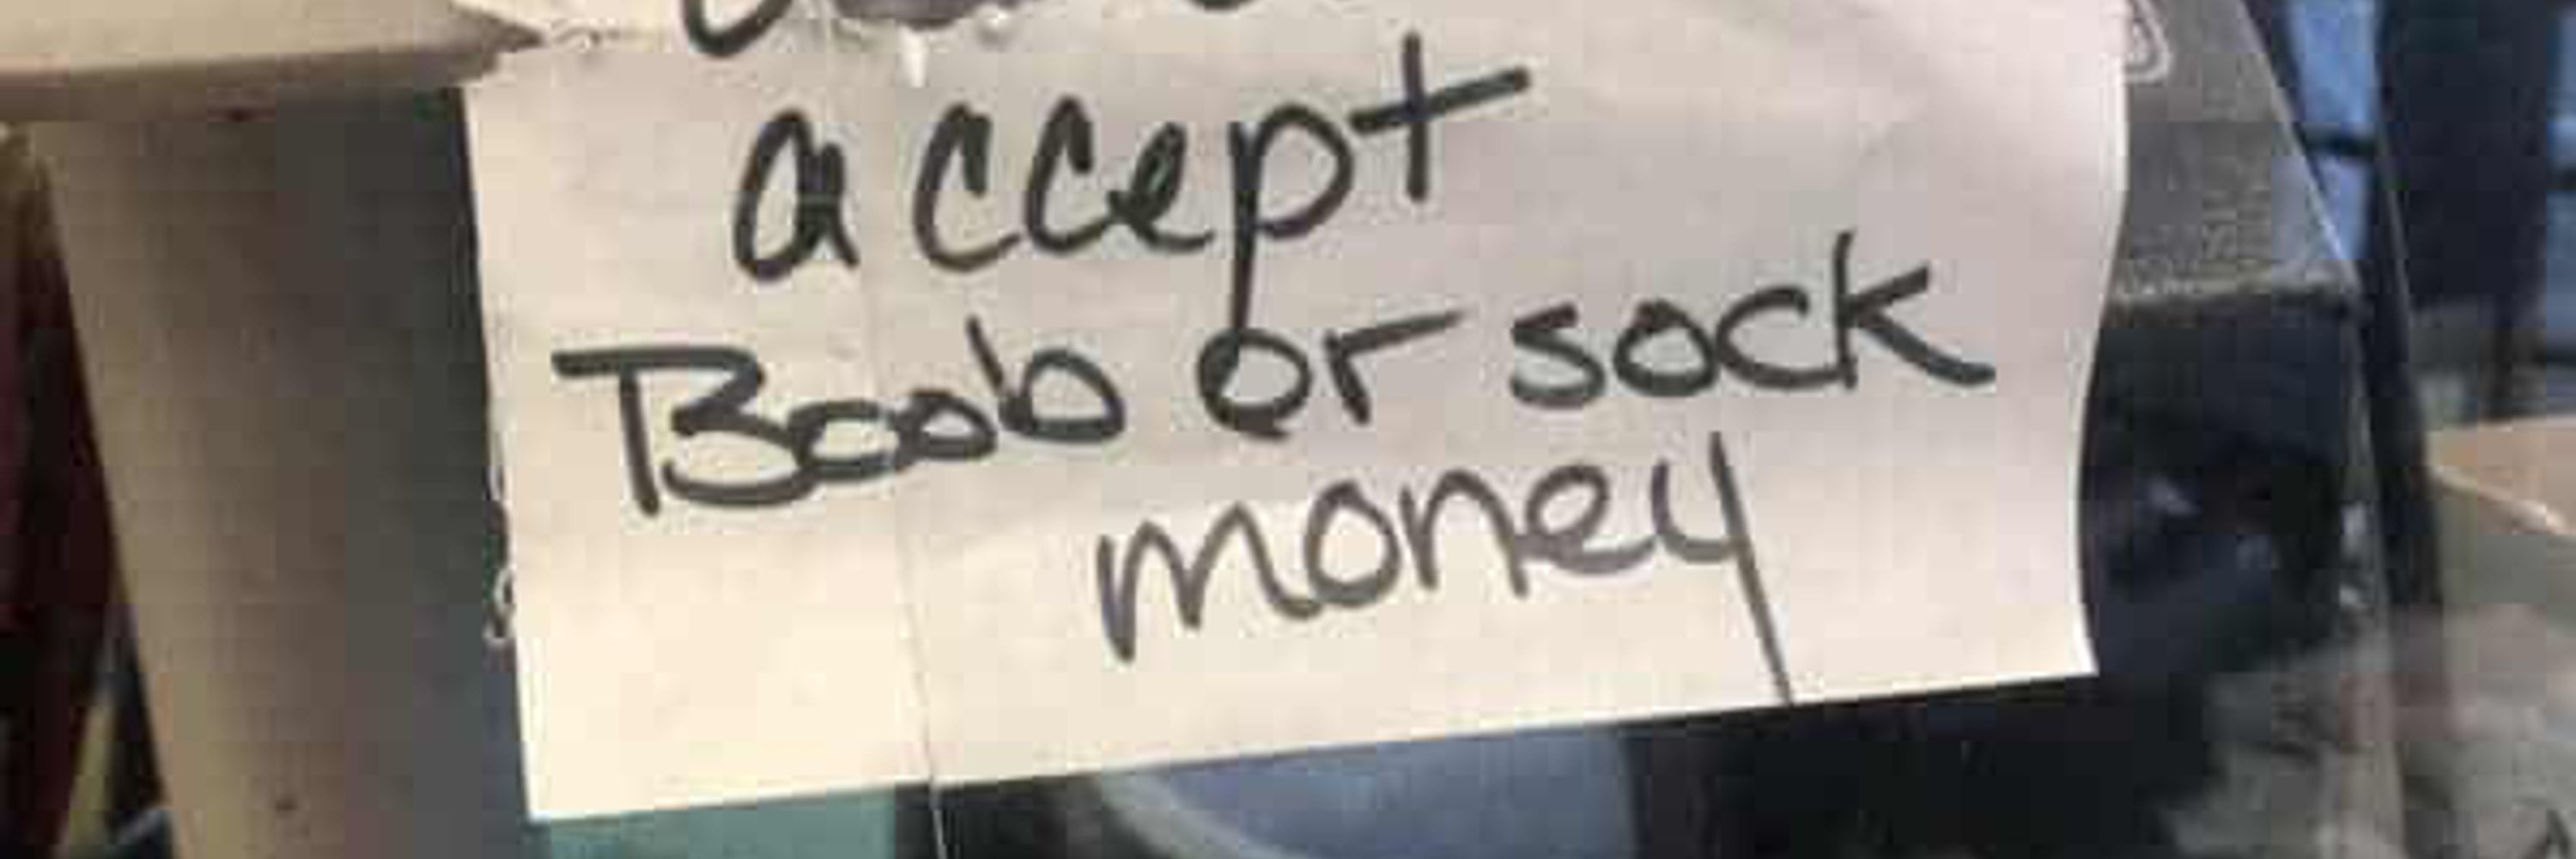 accept
Boob or sock
money